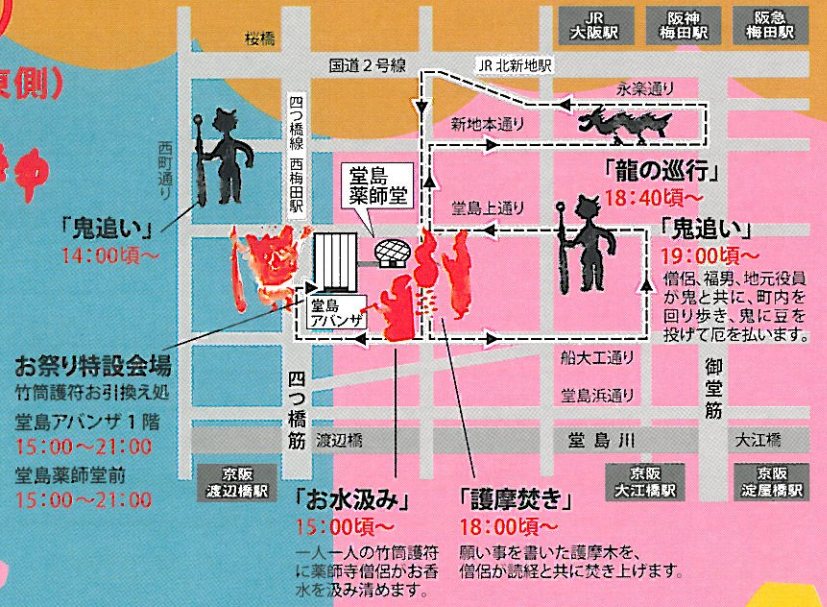 東側)
JR
大阪駅
阪神
梅田駅
阪急
梅田駅
桜橋
国道2号線
JR北新地駅
永楽通り
新地本通り
四つ橋線 西梅田駅
西町通り
堂島
薬師堂
堂島上通り
「龍の巡行」
18:40頃～
「鬼追い」
14:00頃～
「鬼追い」
19:00頃～
僧侶、福男、地元役員
が鬼と共に、町内を
回り歩き、鬼に豆を
投げて厄を払います。
堂島
アバンザ
お祭り特設会場
竹筒護符お引換え処
堂島アバンザ1階
15:00～21:00
堂島薬師堂前
15:00～21:00
船大工通り
堂島浜通り
四つ橋筋
御堂筋
渡辺橋
堂島川
大江橋
京阪
渡辺橋駅
京阪
大江橋駅
京阪
淀屋橋駅
「お水汲み」
15:00頃～
一人一人の竹筒護符
に薬師寺僧侶がお香
水を汲み清めます。
「護摩焚き」
18:00頃～
願い事を書いた護摩木を、
僧侶が読経と共に焚き上げます。